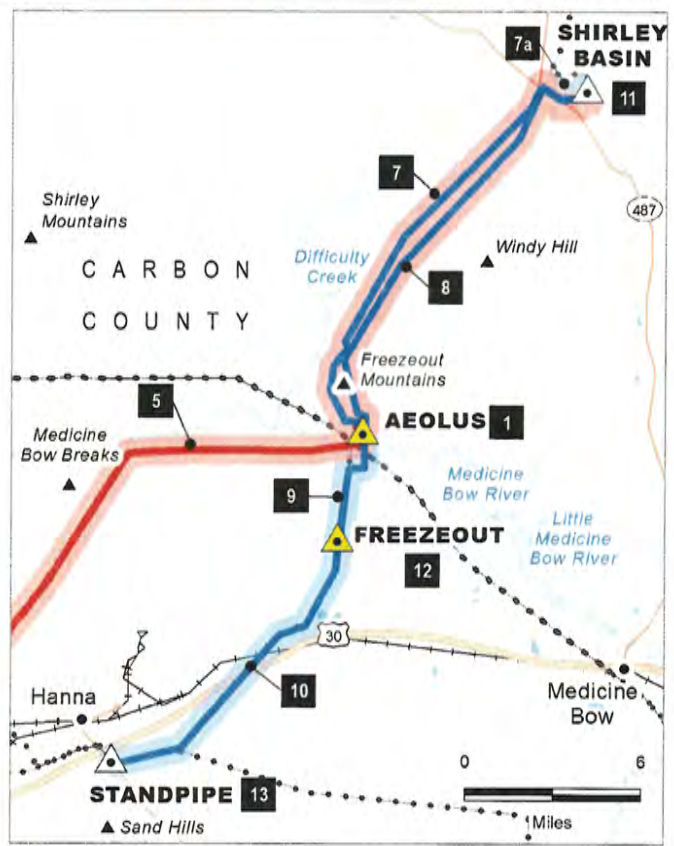 7a
SHIRLEY
BASIN
11
7
Shirley
Mountains
487
Difficulty
Creek
Windy Hill
CARBON
8
COUNTY
Freezeout
Mountains
5
AEOLUS
1
Medicine
Bow Breaks
Medicine
Bow River
9
Little
Medicine
Bow River
FREEZEOUT
12
30
10
Hanna
Medicine
Bow
0
6
STANDPIPE
13
Miles
Sand Hills